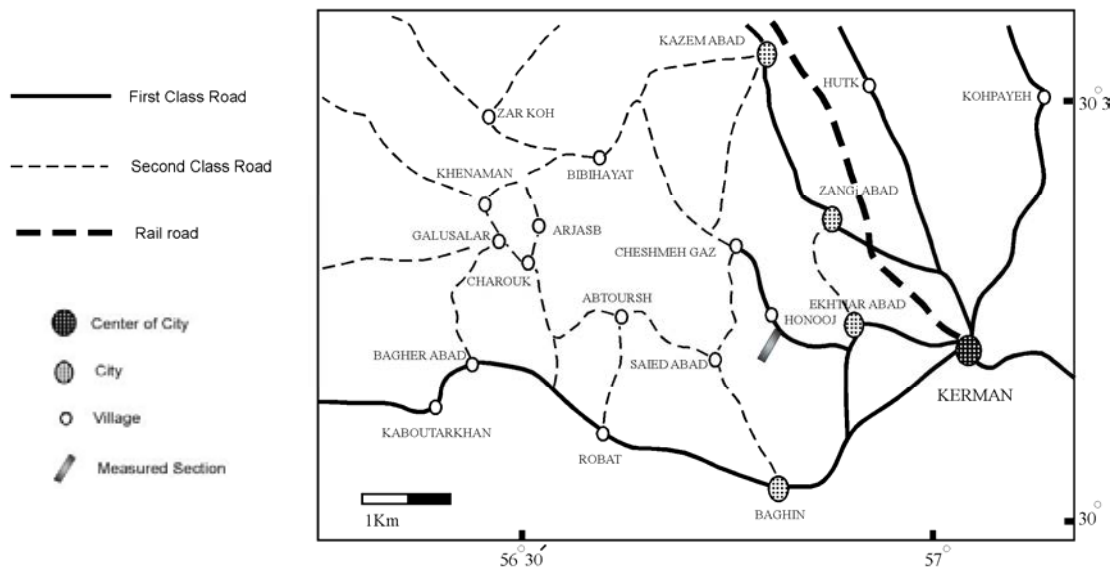 First Class Road
Second Class Road
Rail road
Center of City
City
Village
Measured Section
KAZEM ABAD
HUTK
KOHPAYEH
30° 3
ZAR KOH
BIBIHAYAT
KHENAMAN
ZANGi ABAD
GALUSALAR
ARJASB
CHESHMEH GAZ
CHAROUK
ABTOURSH
EKHTIAR ABAD
HONOOJ
BAGHER ABAD
SAIED ABAD
KERMAN
KABOUTARKHAN
ROBAT
1Km
BAGHIN
30°
56° 30′
57°